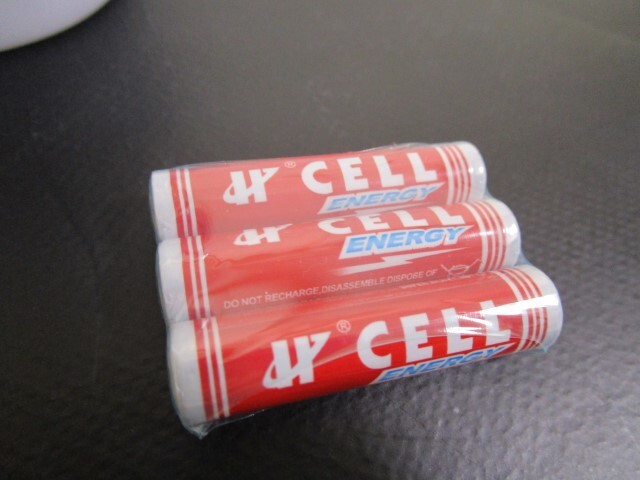 H® CELL
ENERGY
H® CELL
ENERGY
DO NOT RECHARGE,DISASSEMBLE DISPOSE OF
H® CELL
ENERGY